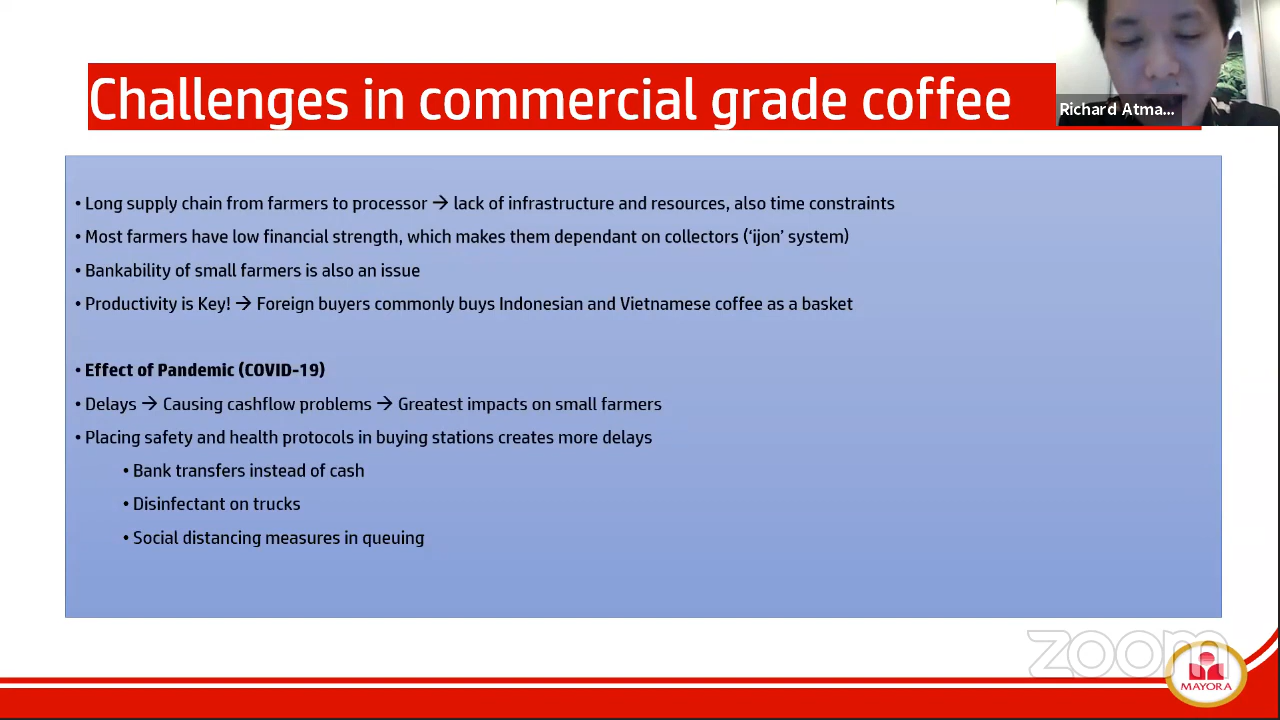 Challenges in commercial grade coffee
Richard Atma...
• Long supply chain from farmers to processor → lack of infrastructure and resources, also time constraints
• Most farmers have low financial strength, which makes them dependant on collectors (‘ijon’ system)
• Bankability of small farmers is also an issue
• Productivity is Key! → Foreign buyers commonly buys Indonesian and Vietnamese coffee as a basket
• Effect of Pandemic (COVID-19)
• Delays → Causing cashflow problems → Greatest impacts on small farmers
• Placing safety and health protocols in buying stations creates more delays
• Bank transfers instead of cash
• Disinfectant on trucks
• Social distancing measures in queuing
zoom
MAYORA